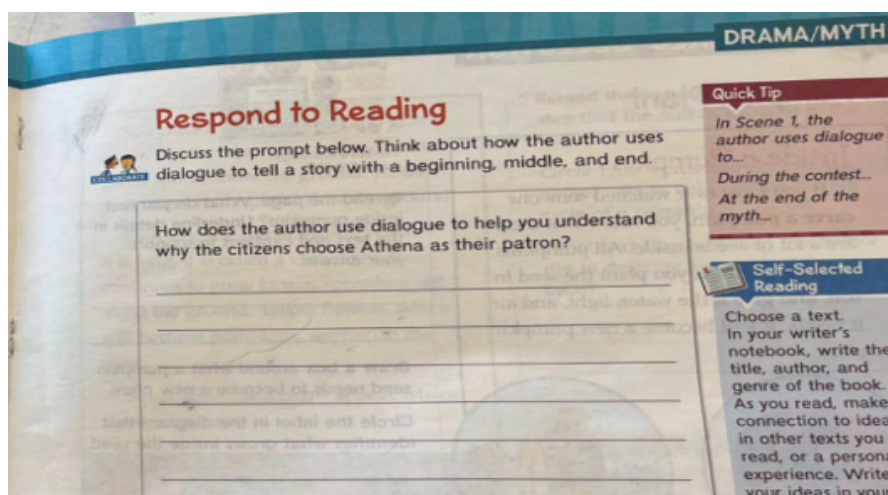 DRAMA/MYTH
Respond to Reading
COLLABORATE
Discuss the prompt below. Think about how the author uses
dialogue to tell a story with a beginning, middle, and end.
How does the author use dialogue to help you understand
why the citizens choose Athena as their patron?
Quick Tip
In Scene 1, the
author uses dialogue
to...
During the contest...
At the end of the
myth...
Self-Selected
Reading
Choose a text.
In your writer's
notebook, write the
title, author, and
genre of the book.
As you read, make
connection to idea
in other texts you
read, or a persona
experience. Write
your ideas in your